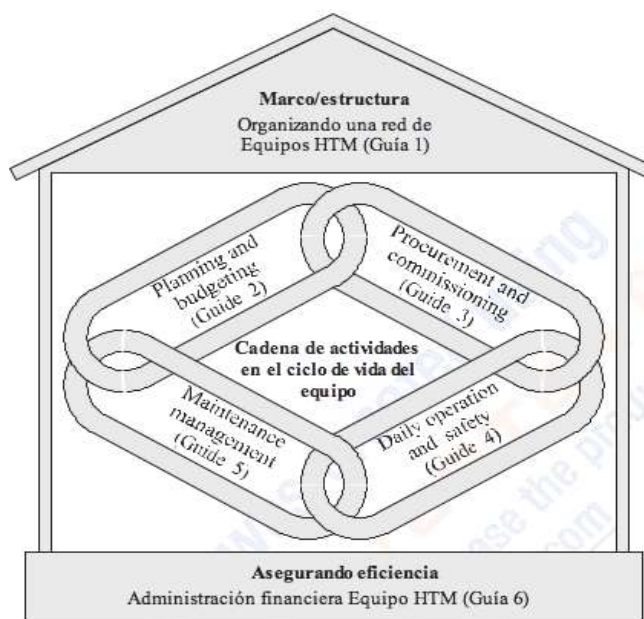 Marco/estructura
Organizando una red de
Equipos HTM (Guía 1)
Planning and
budgeting
(Guide 2)
Procurement and
commissioning
(Guide 3)
Cadena de actividades
en el ciclo de vida del
equipo
Maintenance
management
(Guide 5)
Daily operation
and safety
(Guide 4)
Asegurando eficiencia
Administración financiera Equipo HTM (Guía 6)